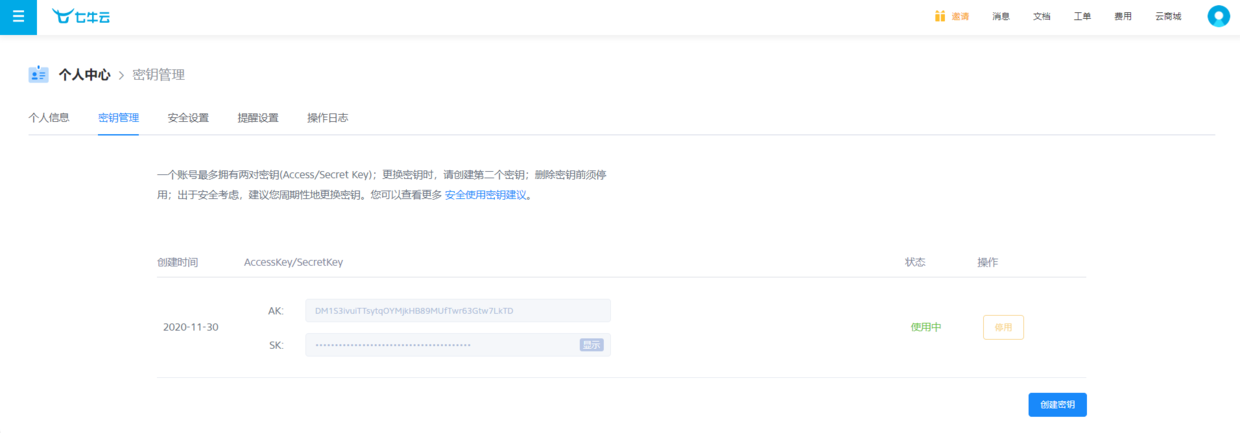 七牛云
邀请 消息 文档 工单 费用 云商城
个人中心 > 密钥管理
个人信息 密钥管理 安全设置 提醒设置 操作日志
一个账号最多拥有两对密钥(Access/Secret Key)；更换密钥时，请创建第二个密钥；删除密钥前须停
用；出于安全考虑，建议您周期性地更换密钥。您可以查看更多 安全使用密钥建议。
创建时间 AccessKey/SecretKey 状态 操作
AK: DM1S3IvuiT7sytqOYMjkHB89MUfTwr63Gtw7LkTD
2020-11-30 使用中 停用
SK: •••••••••••••••••••••••••••••••••••••••• 显示
创建密钥